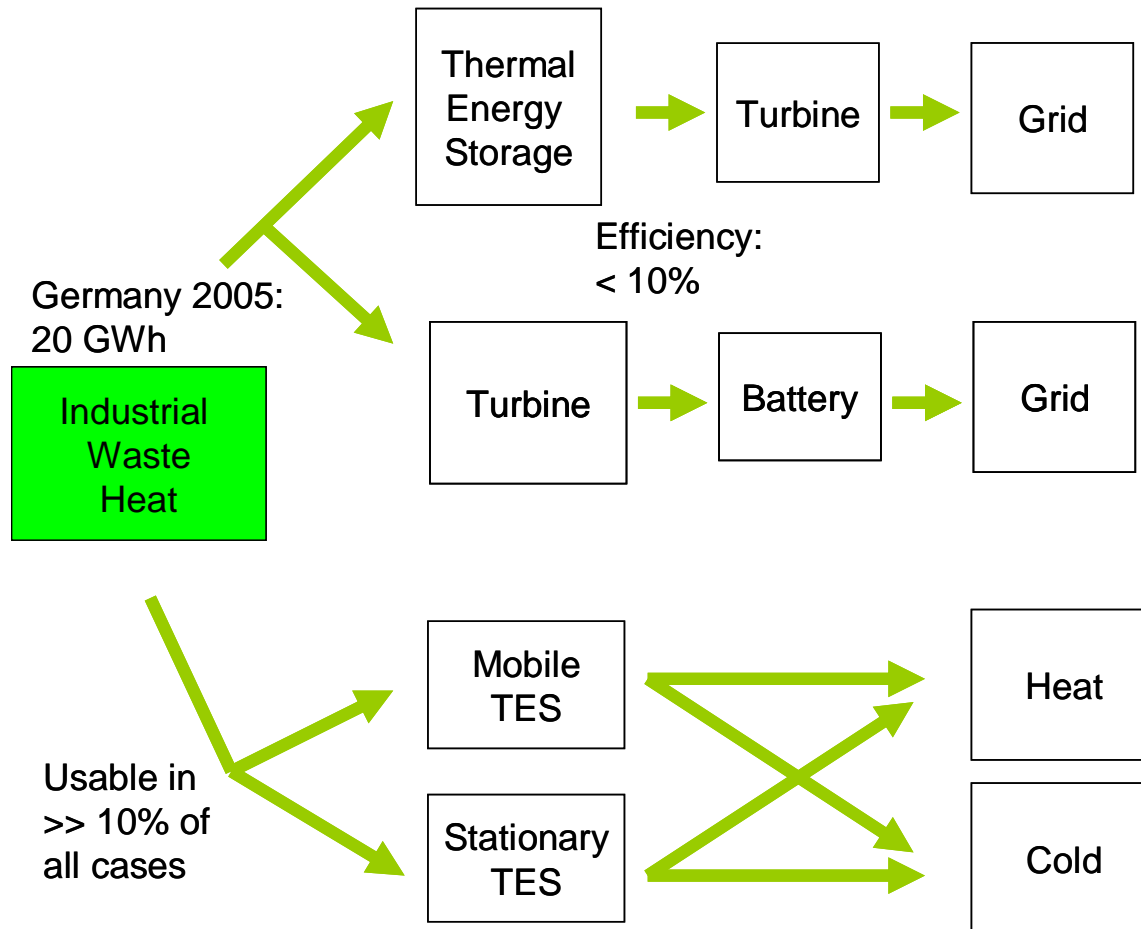 Thermal
Energy
Storage
Turbine
Grid
Efficiency:
< 10%
Germany 2005:
20 GWh
Industrial
Waste
Heat
Turbine
Battery
Grid
Mobile
TES
Heat
Usable in
>> 10% of
all cases
Stationary
TES
Cold